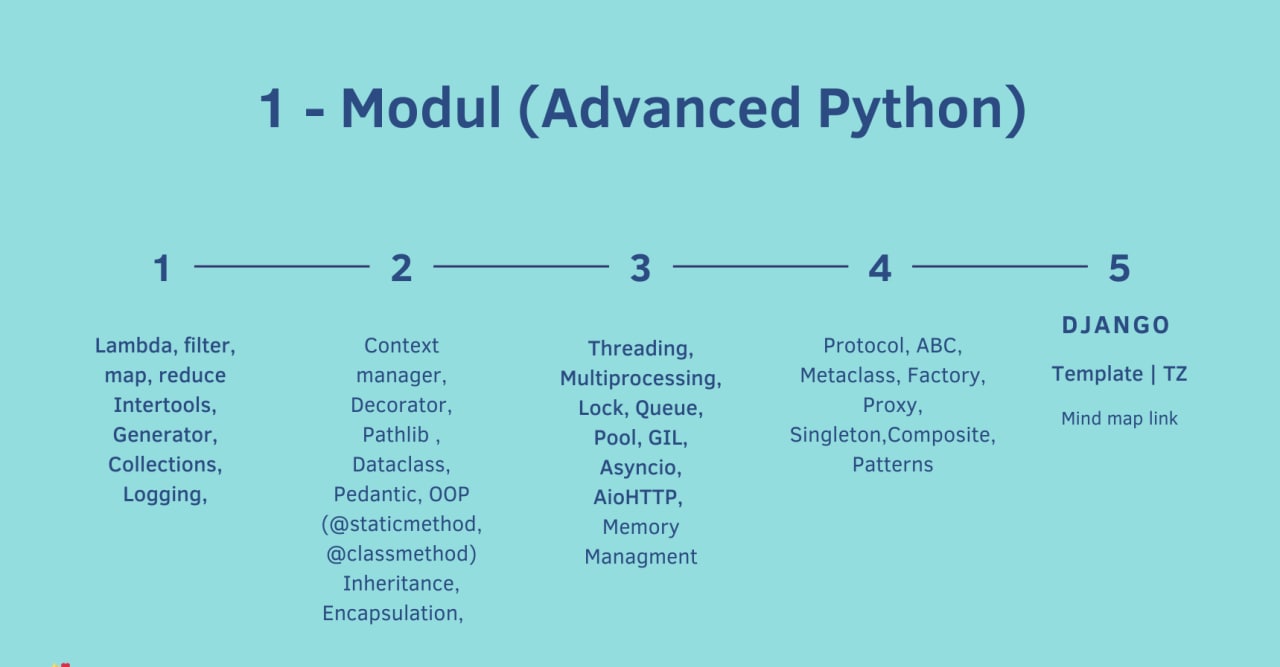 1 - Modul (Advanced Python)
1
Lambda, filter,
map, reduce
Intertools,
Generator,
Collections,
Logging,
2
Context
manager,
Decorator,
Pathlib ,
Dataclass,
Pedantic, OOP
(@staticmethod,
@classmethod)
Inheritance,
Encapsulation,
3
Threading,
Multiprocessing,
Lock, Queue,
Pool, GIL,
Asyncio,
AioHTTP,
Memory
Managment
4
Protocol, ABC,
Metaclass, Factory,
Proxy,
Singleton,Composite,
Patterns
5
DJANGO
Template | TZ
Mind map link